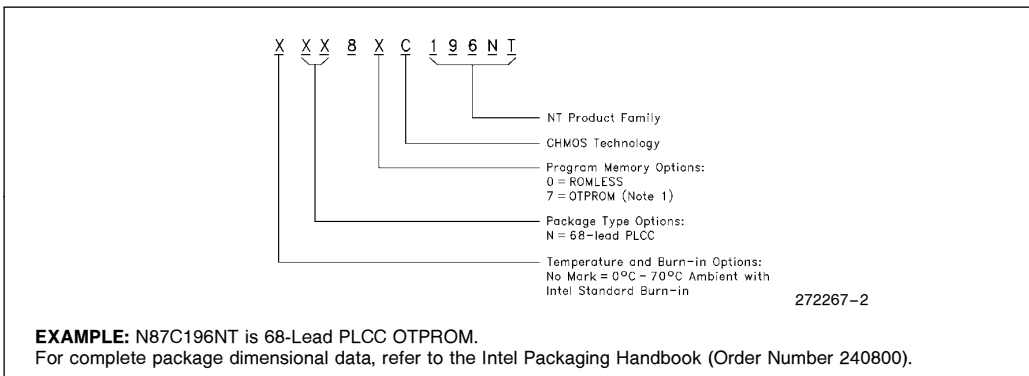 X XX 8 X C 196NT
NT Product Family
CHMOS Technology
Program Memory Options:
0 = ROMLESS
7 = OTPROM (Note 1)
Package Type Options:
N = 68-lead PLCC
Temperature and Burn-in Options:
No Mark = 0°C - 70°C Ambient with
Intel Standard Burn-in
272267-2
EXAMPLE: N87C196NT is 68-Lead PLCC OTPROM.
For complete package dimensional data, refer to the Intel Packaging Handbook (Order Number 240800).